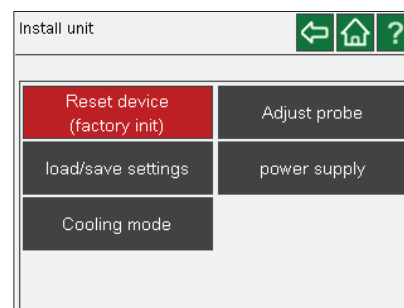 Install unit
?
Reset device
(factory init)
Adjust probe
load/save settings
power supply
Cooling mode